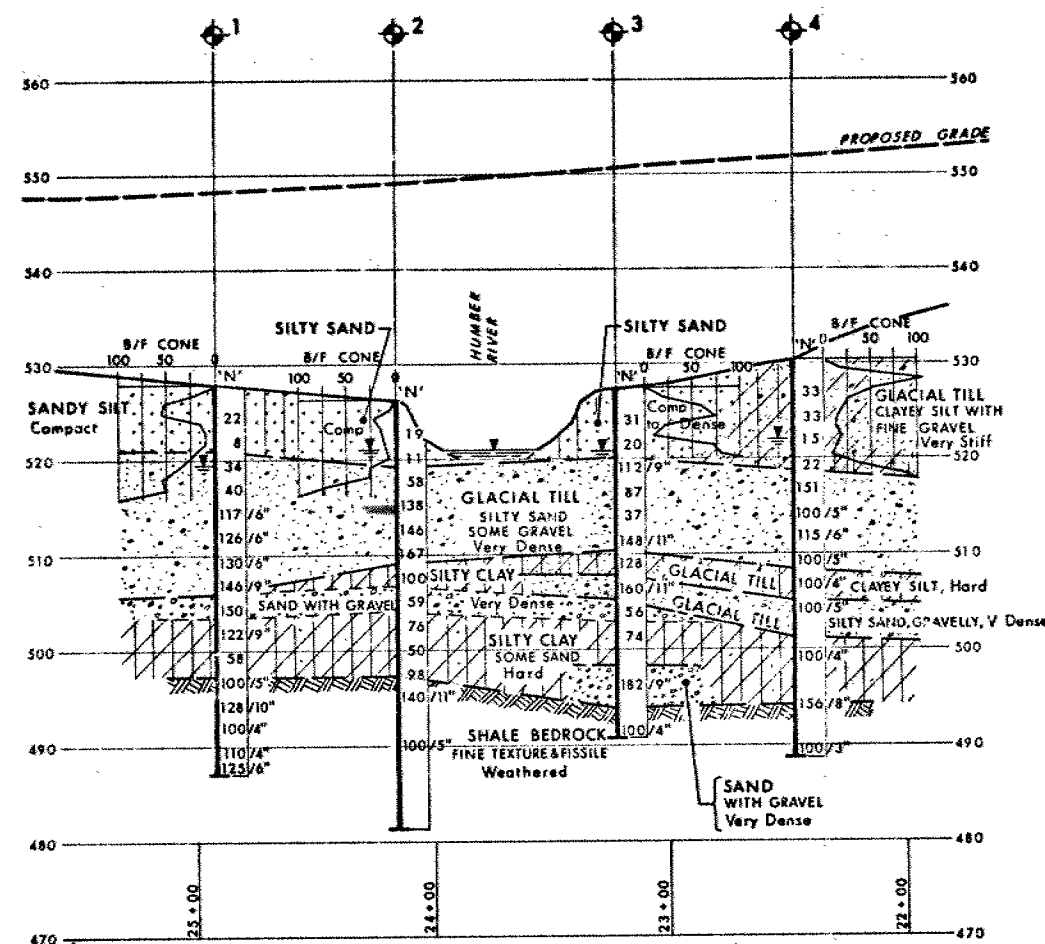 1 2 3 4
560 560
PROPOSED GRADE
550 550
540 540
HUMBER
RIVER
SILTY SAND
SILTY SAND
B/F CONE
100 50 0
B/F CONE
100 50 0
B/F CONE
0 50 100
B/F CONE
0 50 100
530 530
'N'
'N'
'N'
'N'
SANDY SILT
Compact
Comp
Comp
to Dense
GLACIAL TILL
CLAYEY SILT WITH
FINE GRAVEL
Very Stiff
520 520
22
8
34
40
117/6"
126/6"
130/6"
146/9"
150
122/9"
58
100/5"
128/10"
100/4"
110/4"
125/6"
19
11
58
138
146
167
100
59
76
50
98
140/11"
100/5"
31
20
112/9"
87
37
148/11"
128
160/11"
56
74
182/9"
100/4"
33
33
15
22
151
100/5"
115/6"
100/5"
100/4"
100/5"
100/4"
156/8"
100/3"
GLACIAL TILL
SILTY SAND
SOME GRAVEL
Very Dense
510 510
SILTY CLAY
GLACIAL TILL
CLAYEY SILT, Hard
SAND WITH GRAVEL
Very Dense
GLACIAL TILL
SILTY SAND, GRAVELLY, V Dense
SILTY CLAY
SOME SAND
Hard
500 500
SHALE BEDROCK
FINE TEXTURE & FISSILE
Weathered
490 490
SAND
WITH GRAVEL
Very Dense
480 480
25+00
24+00
23+00
22+00
470 470